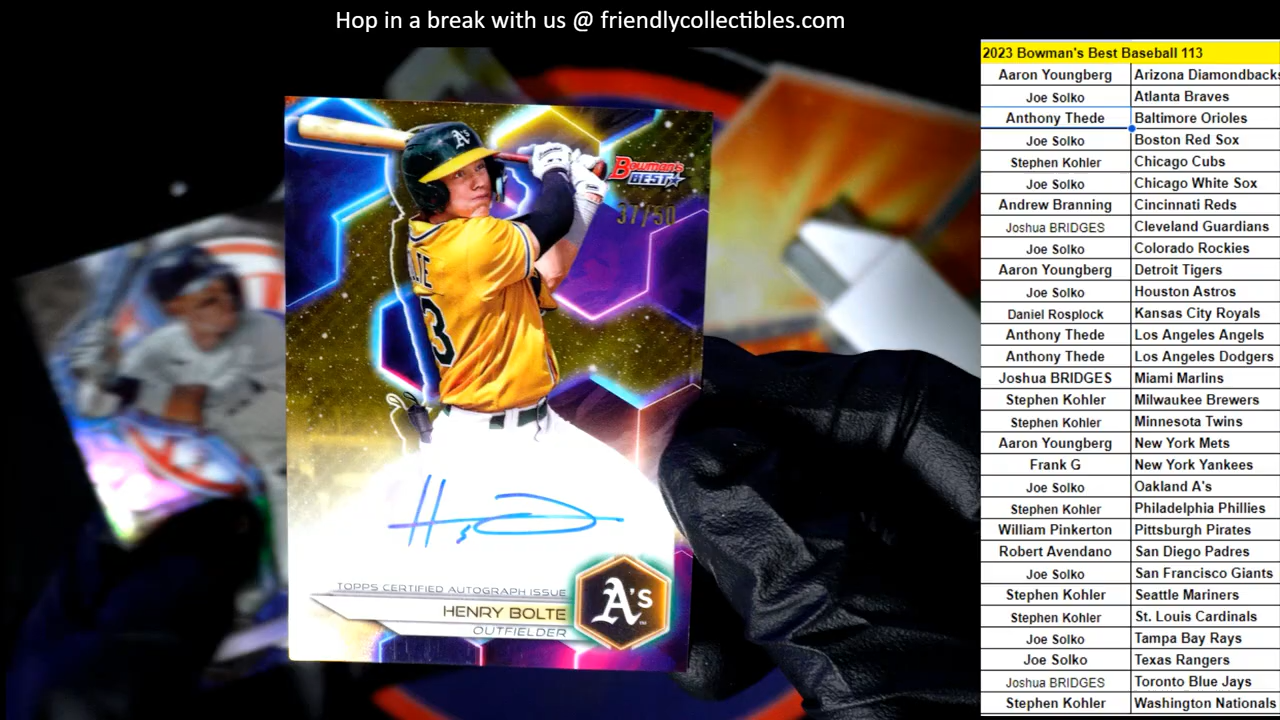 Hop in a break with us @ friendlycollectibles.com
A's
Bowman's
BEST
37/50
LTE
3
H
TOPPS CERTIFIED AUTOGRAPH ISSUE
HENRY BOLTE
OUTFIELDER
A's
2023 Bowman's Best Baseball 113
Aaron Youngberg Arizona Diamondbacks
Joe Solko Atlanta Braves
Anthony Thede Baltimore Orioles
Joe Solko Boston Red Sox
Stephen Kohler Chicago Cubs
Joe Solko Chicago White Sox
Andrew Branning Cincinnati Reds
Joshua BRIDGES Cleveland Guardians
Joe Solko Colorado Rockies
Aaron Youngberg Detroit Tigers
Joe Solko Houston Astros
Daniel Rosplock Kansas City Royals
Anthony Thede Los Angeles Angels
Anthony Thede Los Angeles Dodgers
Joshua BRIDGES Miami Marlins
Stephen Kohler Milwaukee Brewers
Stephen Kohler Minnesota Twins
Aaron Youngberg New York Mets
Frank G New York Yankees
Joe Solko Oakland A's
Stephen Kohler Philadelphia Phillies
William Pinkerton Pittsburgh Pirates
Robert Avendano San Diego Padres
Joe Solko San Francisco Giants
Stephen Kohler Seattle Mariners
Stephen Kohler St. Louis Cardinals
Joe Solko Tampa Bay Rays
Joe Solko Texas Rangers
Joshua BRIDGES Toronto Blue Jays
Stephen Kohler Washington Nationals